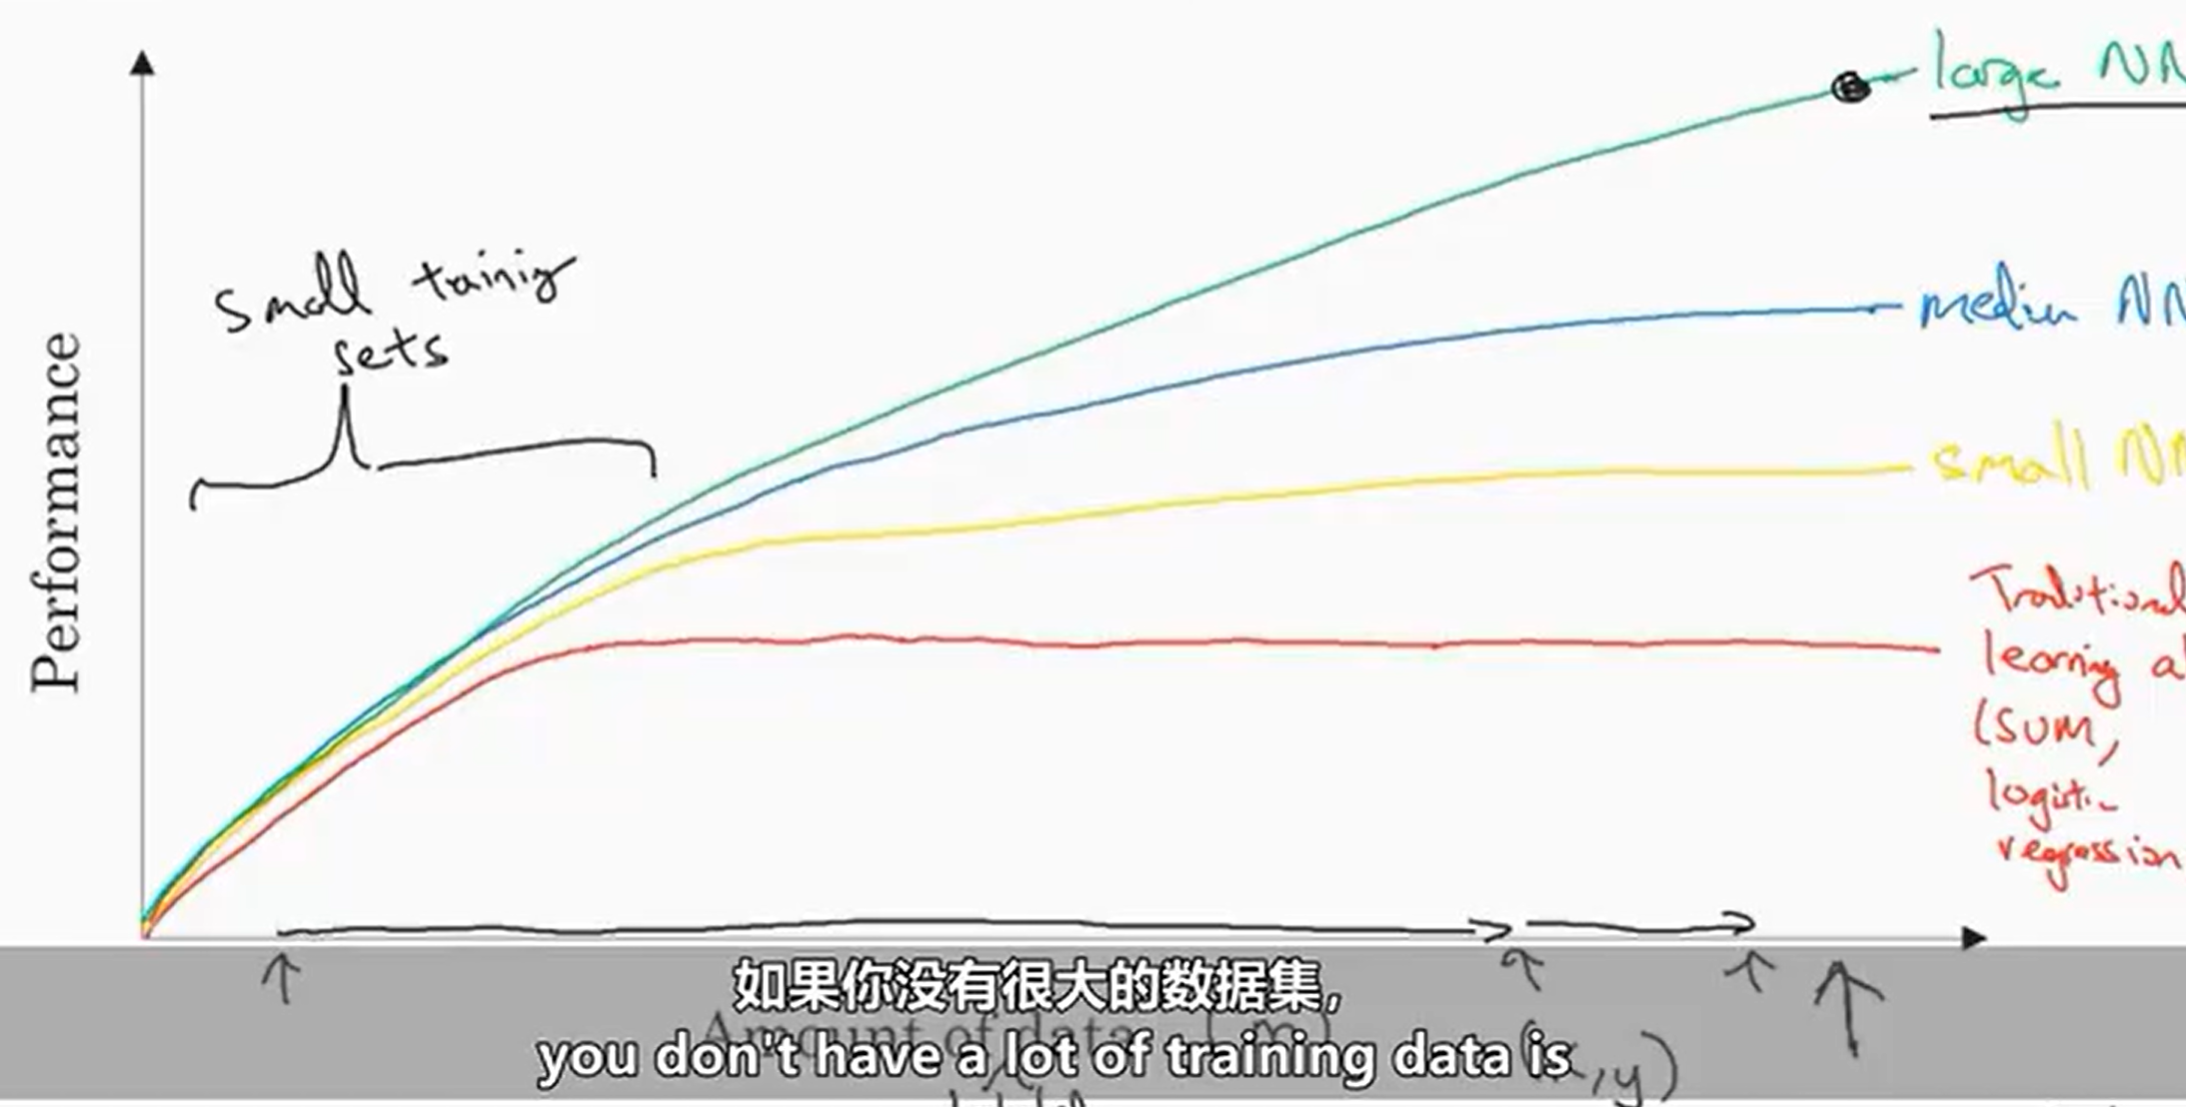 large NN
small trainig
sets
medium NN
Performance
small NN
Traditional
learning al
(SVM,
logistic
regression
如果你没有很大的数据集,
Amount of data (m)
you don't have a lot of training data is
,y)